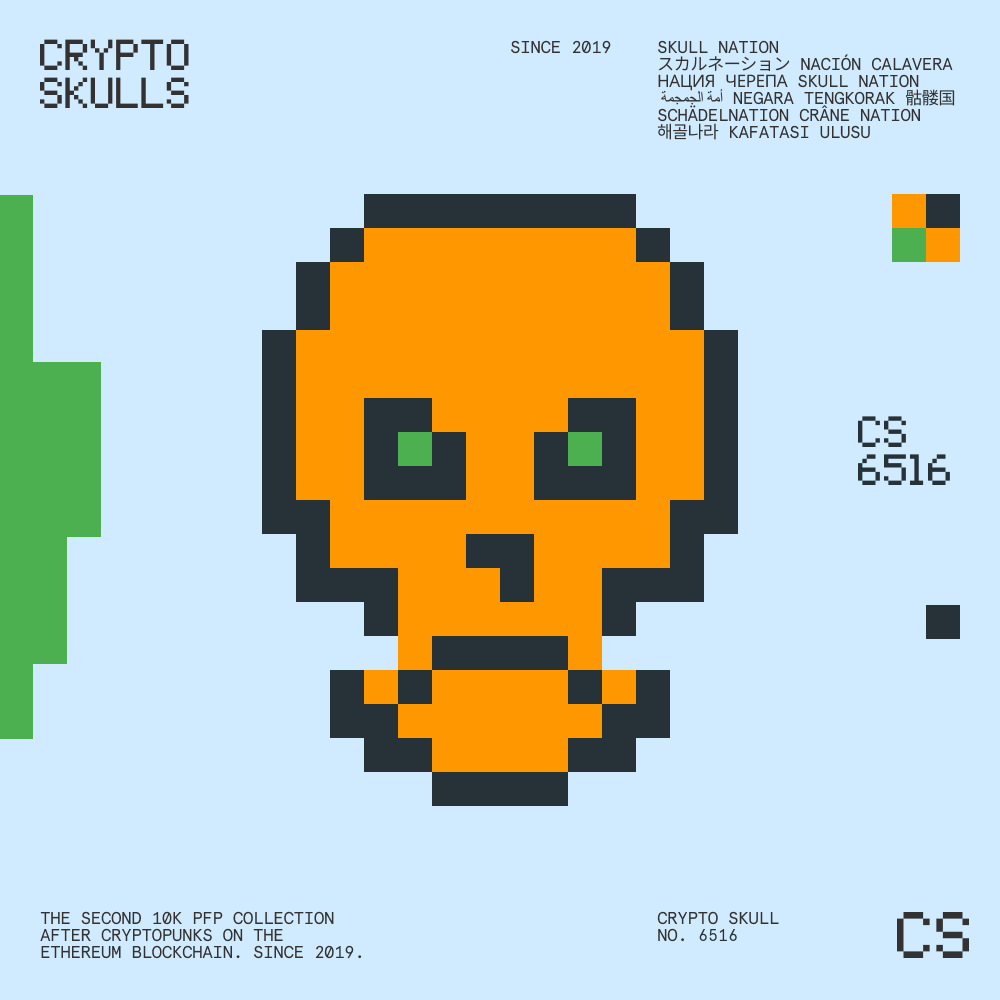 CRYPTO
SKULLS
SINCE 2019
SKULL NATION
スカルネーション NACIÓN CALAVERA
НАЦИЯ ЧЕРЕПА SKULL NATION
أمة الجمجمة NEGARA TENGKORAK 骷髅国
SCHÄDELNATION CRÂNE NATION
해골나라 KAFATASI ULUSU
CS
6516
THE SECOND 10K PFP COLLECTION
AFTER CRYPTOPUNKS ON THE
ETHEREUM BLOCKCHAIN. SINCE 2019.
CRYPTO SKULL
NO. 6516
CS